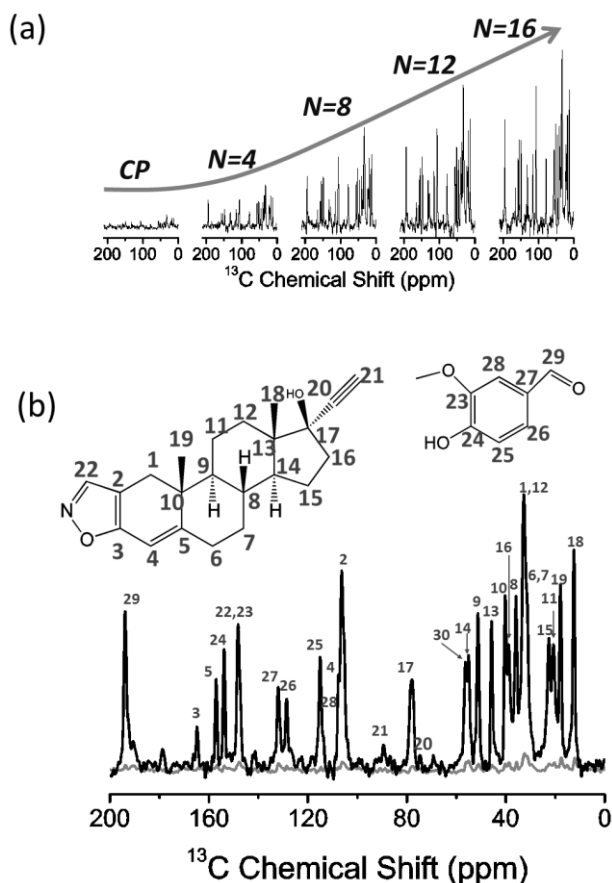 (a)
CP
N=4
N=8
N=12
N=16
200 100 0 200 100 0 200 100 0 200 100 0 200 100 0
13C Chemical Shift (ppm)
13C Chemical Shift (ppm)
(b)
22
N
O
1
2
3
4
5
6
7
8
9
10
19
11
12
13
18
HO
20
21
17
16
14
15
H
H
H
O
23
24
HO
25
26
27
28
29
O
29
3
5
24
22,23
27
26
25
28
4
2
21
20
17
30
14
9
13
10
16
8
1,12
6,7
15
11
19
18
200 160 120 80 40 0
13C Chemical Shift (ppm)